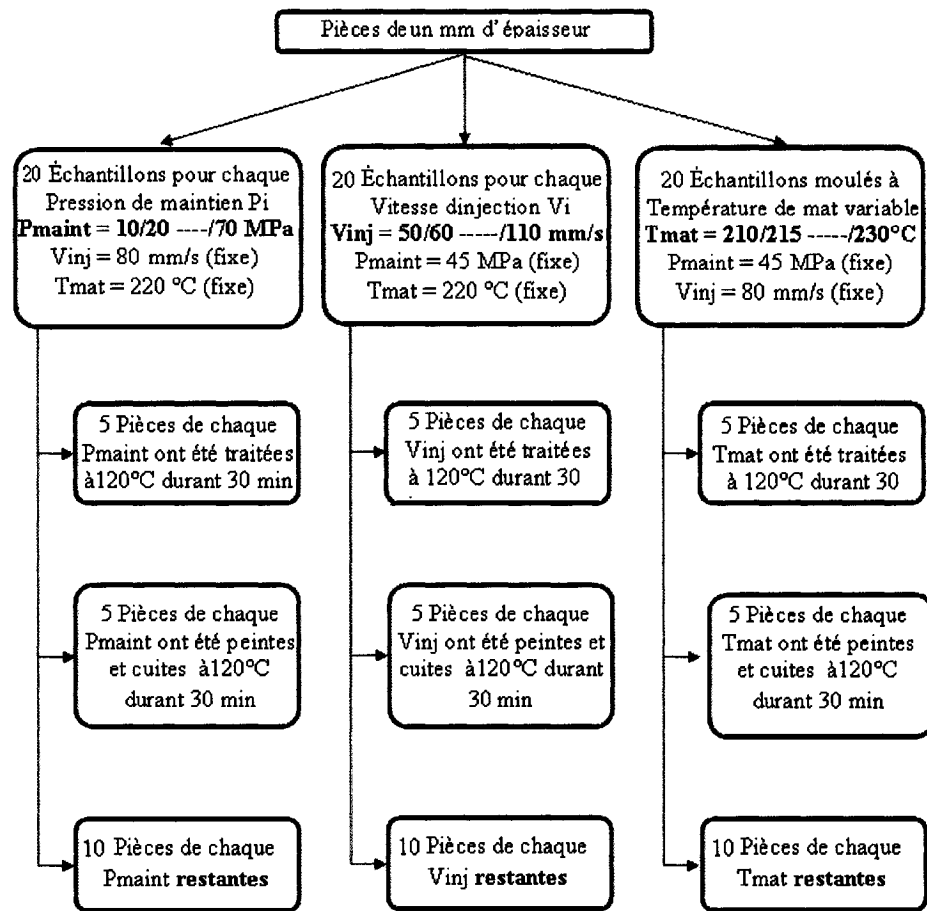 Pièces deun mm d'épaisseur
20 Échantillons pour chaque
Pression de maintien Pi
Pmaint = 10/20 ----/70 MPa
Vinj = 80 mm/s (fixe)
Tmat = 220 °C (fixe)
20 Échantillons pour chaque
Vitesse dinjection Vi
Vinj = 50/60 -----/110 mm/s
Pmaint = 45 MPa (fixe)
Tmat = 220 °C (fixe)
20 Échantillons moulés à
Température de mat variable
Tmat = 210/215 -----/230°C
Pmaint = 45 MPa (fixe)
Vinj = 80 mm/s (fixe)
5 Pièces de chaque
Pmaint ont été traitées
à120°C durant 30 min
5 Pièces de chaque
Vinj ont été traitées
à 120°C durant 30
5 Pièces de chaque
Tmat ont été traitées
à 120°C durant 30
5 Pièces de chaque
Pmaint ont été peintes
et cuites à120°C
durant 30 min
5 Pièces de chaque
Vinj ont été peintes et
cuites à120°C durant
30 min
5 Pièces de chaque
Tmat ont été peintes
et cuites à120°C
durant 30 min
10 Pièces de chaque
Pmaint restantes
10 Pièces de chaque
Vinj restantes
10 Pièces de chaque
Tmat restantes